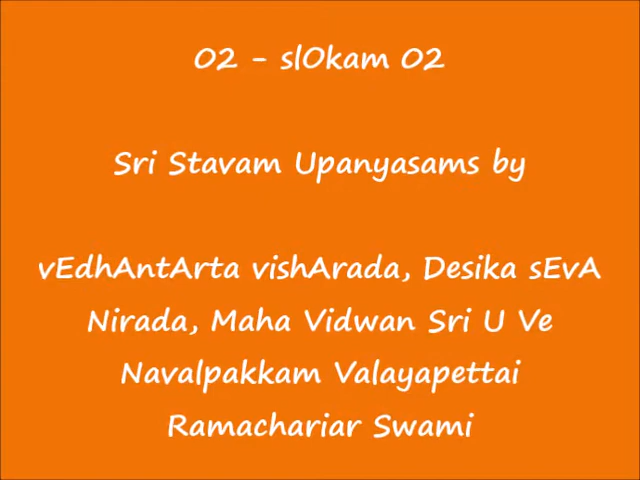 02 - slOkam 02
Sri Stavam Upanyasams by
vEdhAntArta vishArada, Desika sEvA
Nirada, Maha Vidwan Sri U Ve
Navalpakkam Valayapettai
Ramachariar Swami